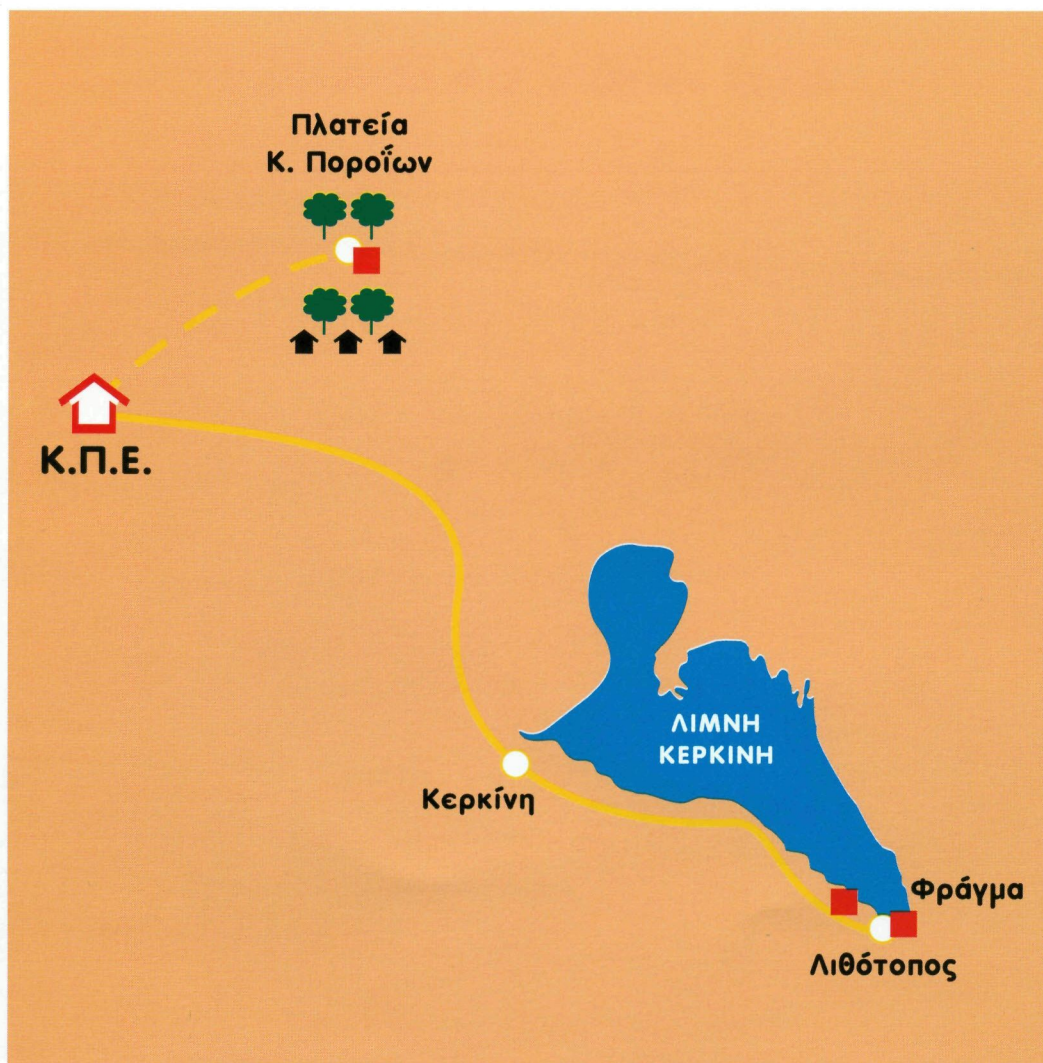 Πλατεία
Κ. Ποροΐων
Κ.Π.Ε.
ΛΙΜΝΗ
ΚΕΡΚΙΝΗ
Κερκίνη
Φράγμα
Λιθότοπος